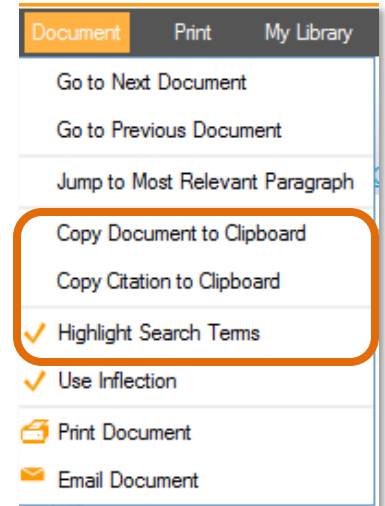 Document Print My Library
Go to Next Document
Go to Previous Document
Jump to Most Relevant Paragraph
Copy Document to Clipboard
Copy Citation to Clipboard
Highlight Search Terms
Use Inflection
Print Document
Email Document